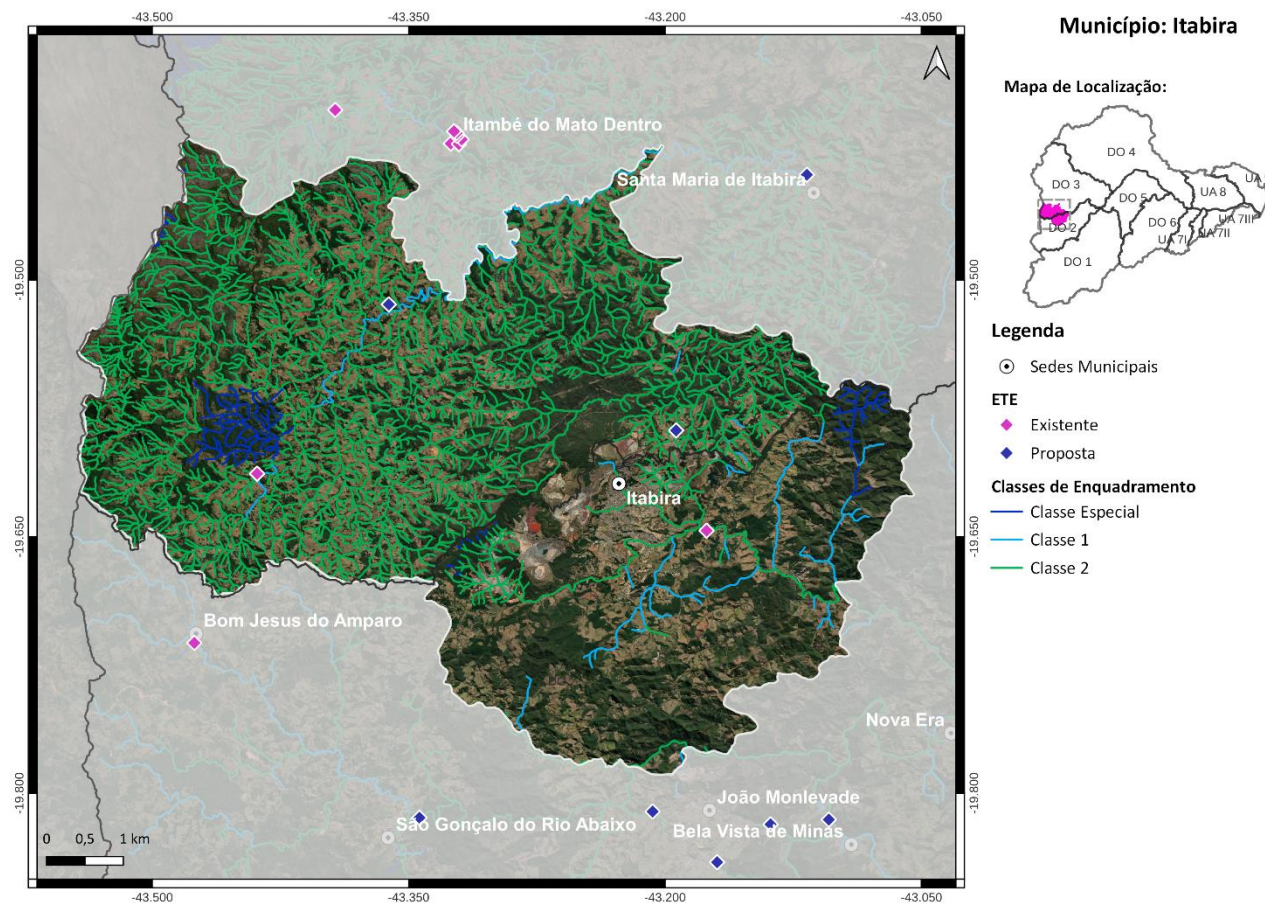 Município: Itabira
-43.500
-43.350
-43.200
-43.050
Itambé do Mato Dentro
Santa Maria de Itabira
-19.500
-19.500
Itabira
-19.650
-19.650
Bom Jesus do Amparo
Nova Era
João Monlevade
São Gonçalo do Rio Abaixo
Bela Vista de Minas
-19.800
-19.800
0 0,5 1 km
-43.500
-43.350
-43.200
-43.050
Mapa de Localização:
DO 4
DO 3
UA 8
DO 5
DO 2
DO 6
UA 7III
UA 7II
UA 7I
DO 1
Legenda
Sedes Municipais
ETE
Existente
Proposta
Classes de Enquadramento
Classe Especial
Classe 1
Classe 2